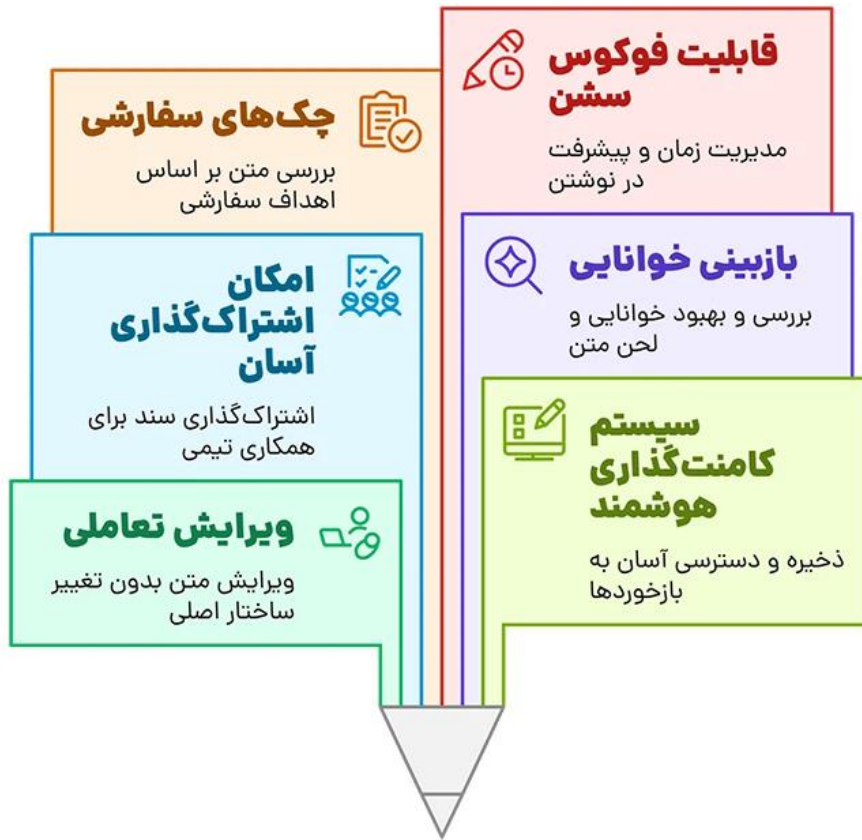 قابلیت فوکوس
سشن
مدیریت زمان و پیشرفت
در نوشتن
چک‌های سفارشی
بررسی متن بر اساس
اهداف سفارشی
بازبینی خوانایی
بررسی و بهبود خوانایی و
لحن متن
امکان
اشتراک‌گذاری
آسان
اشتراک‌گذاری سند برای
همکاری تیمی
سیستم
کامنت‌گذاری
هوشمند
ذخیره و دسترسی آسان به
بازخوردها
ویرایش تعاملی
ویرایش متن بدون تغییر
ساختار اصلی